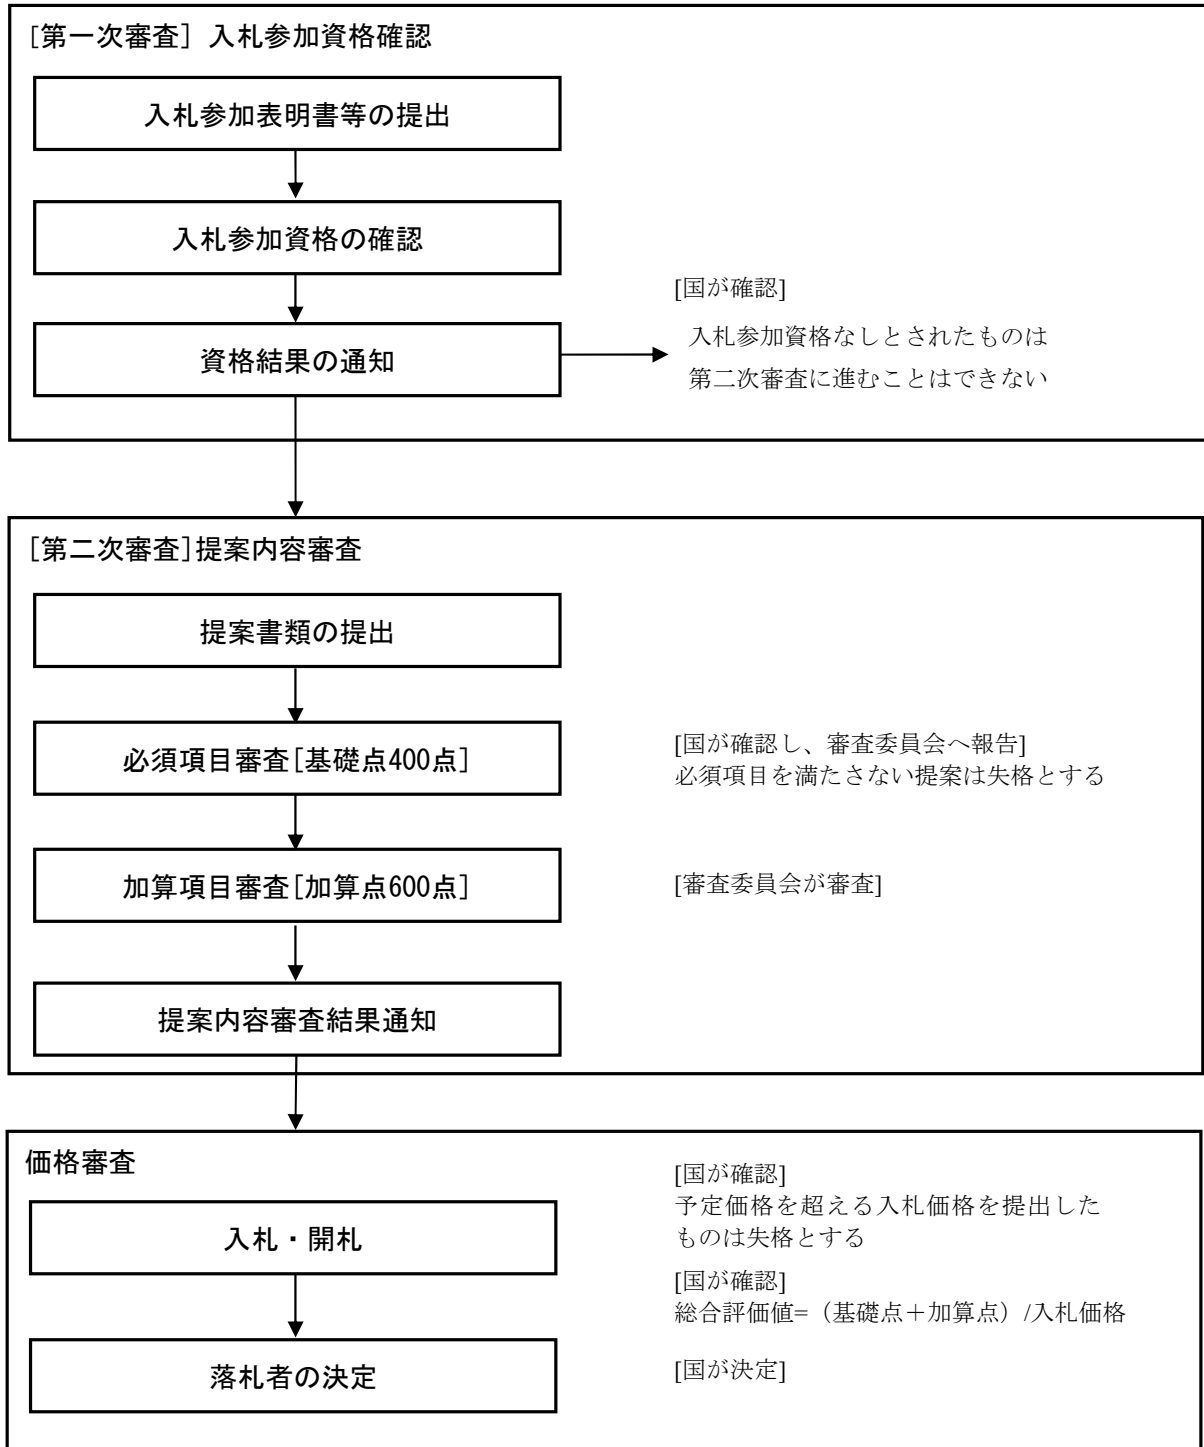 [第一次審査] 入札参加資格確認
入札参加表明書等の提出
入札参加資格の確認
資格結果の通知
[国が確認]
入札参加資格なしとされたものは
第二次審査に進むことはできない
[第二次審査]提案内容審査
提案書類の提出
必須項目審査[基礎点400点]
[国が確認し、審査委員会へ報告]
必須項目を満たさない提案は失格とする
加算項目審査[加算点600点]
[審査委員会が審査]
提案内容審査結果通知
価格審査
入札・開札
[国が確認]
予定価格を超える入札価格を提出した
ものは失格とする
[国が確認]
総合評価値=（基礎点＋加算点）/入札価格
落札者の決定
[国が決定]